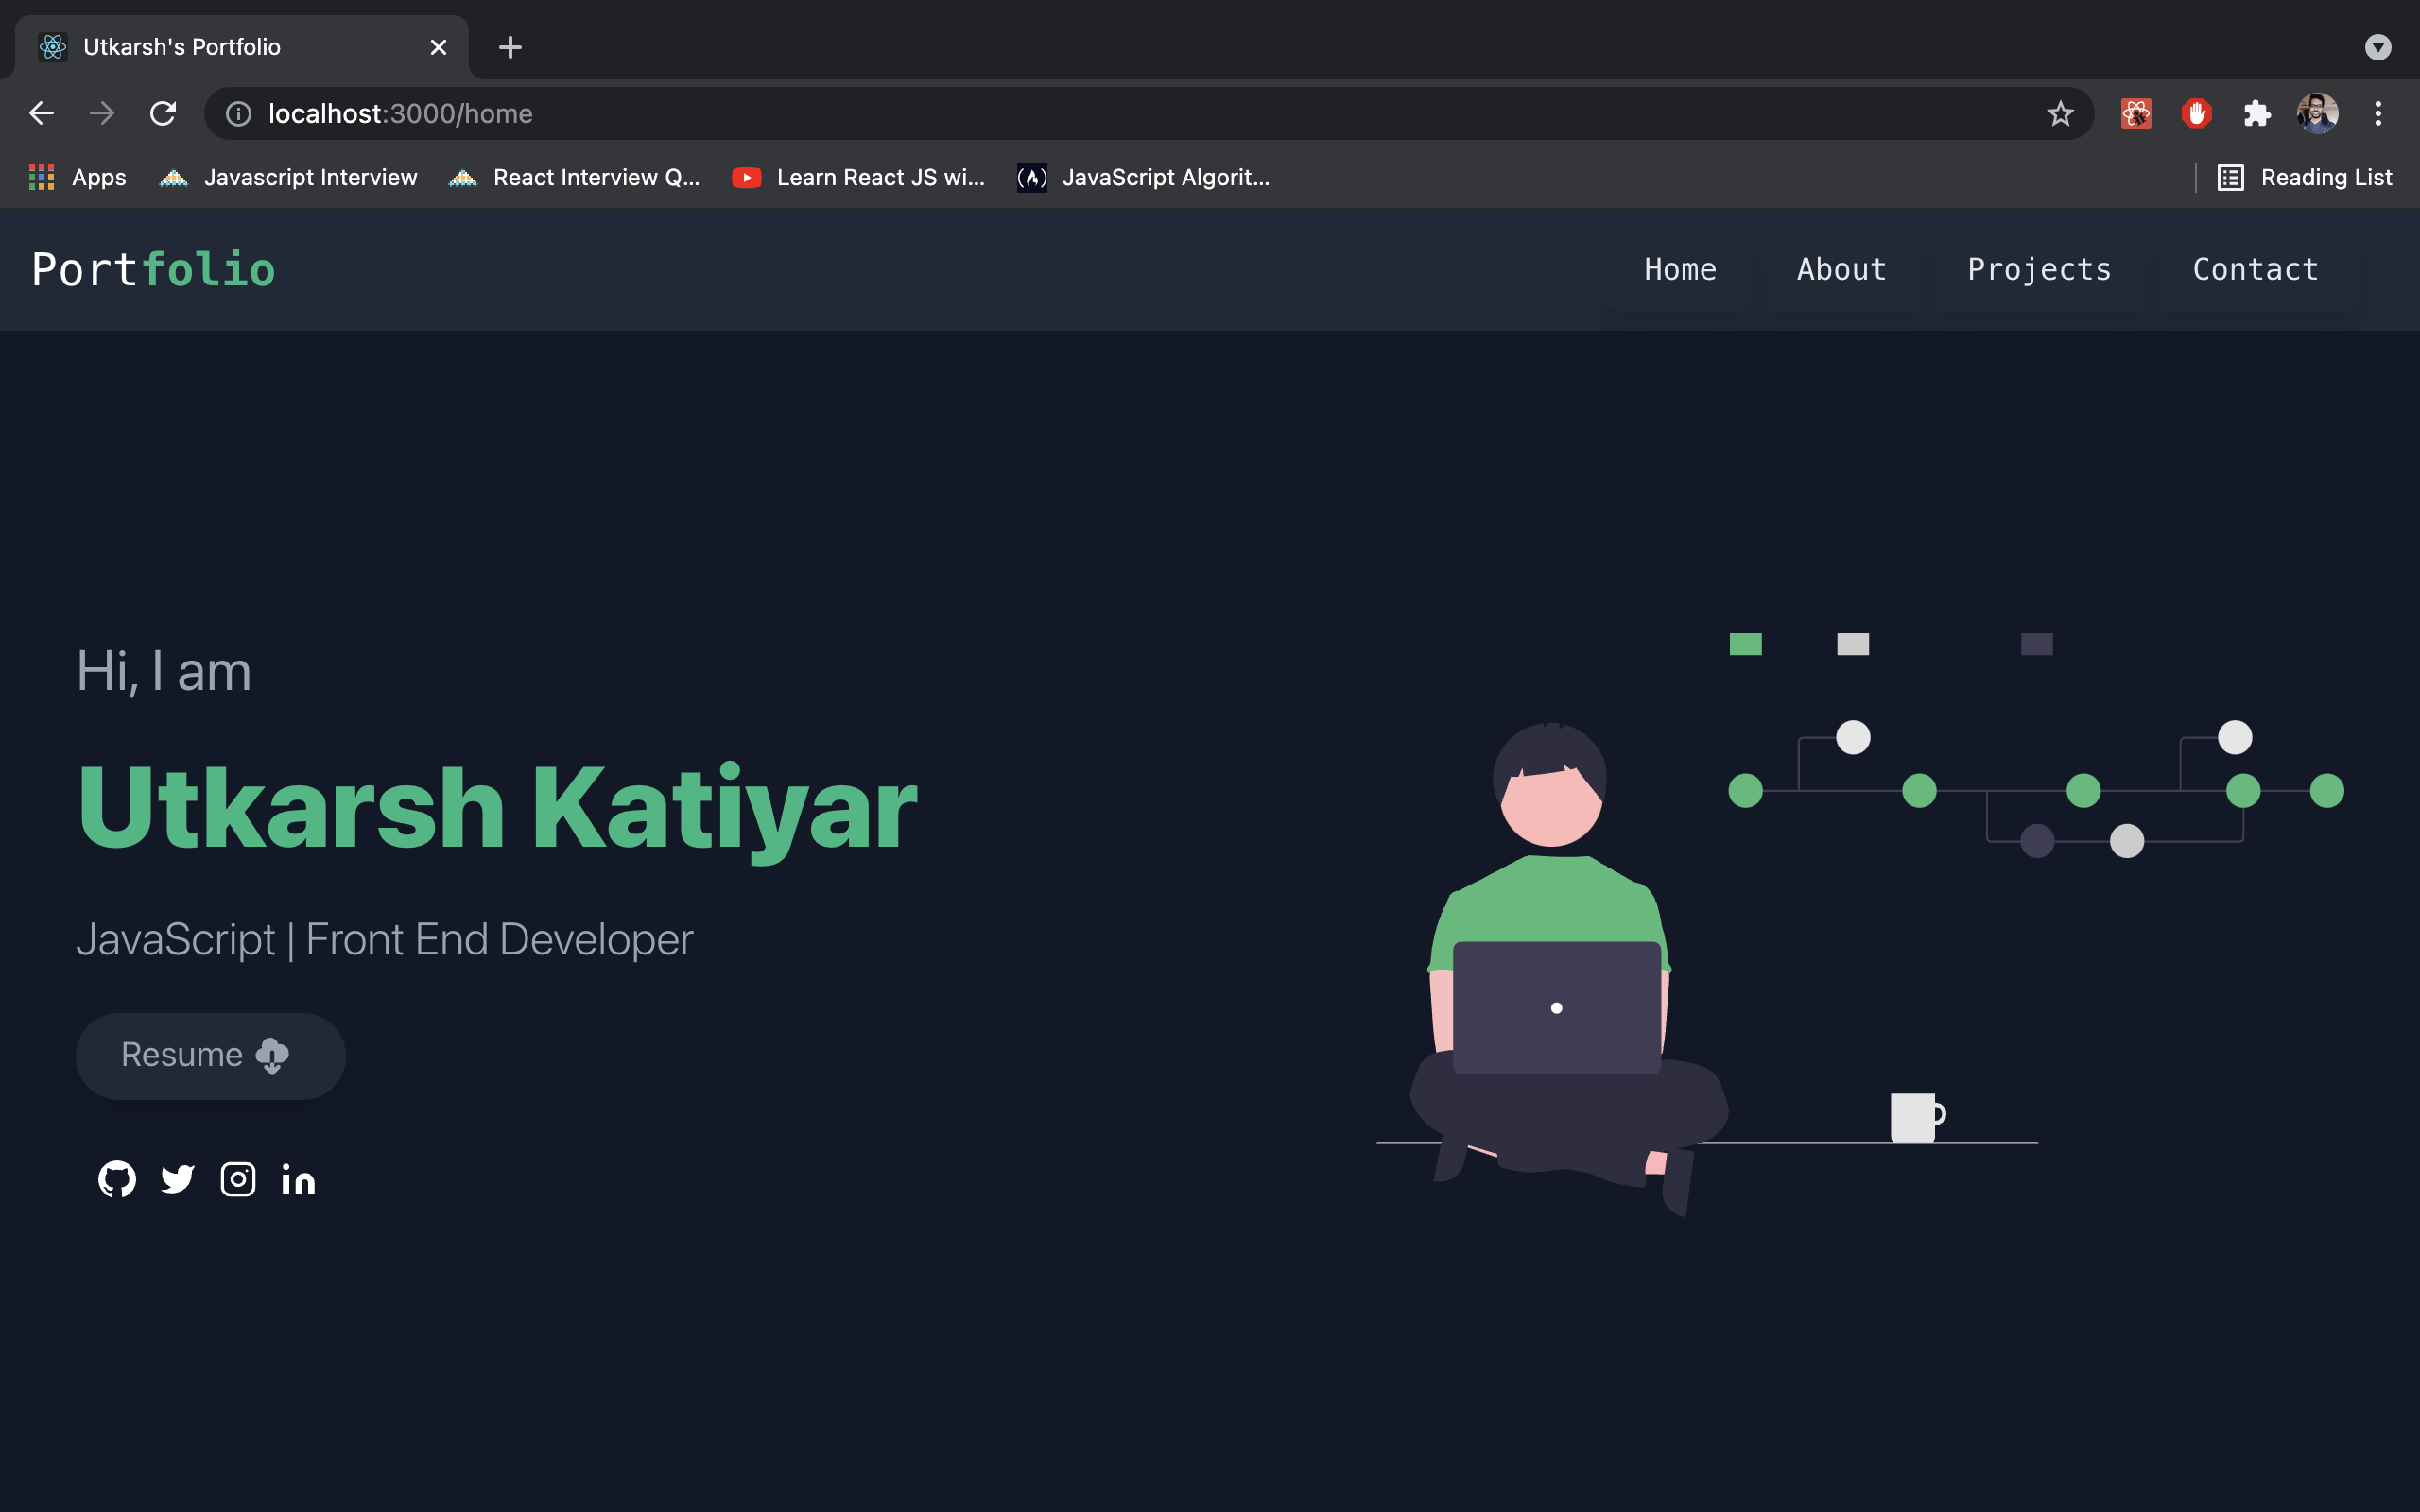 Utkarsh's Portfolio
localhost:3000/home
Apps Javascript Interview React Interview Q... Learn React JS wi... JavaScript Algorit... Reading List
Portfolio Home About Projects Contact
Hi, I am
Utkarsh Katiyar
JavaScript | Front End Developer
Resume